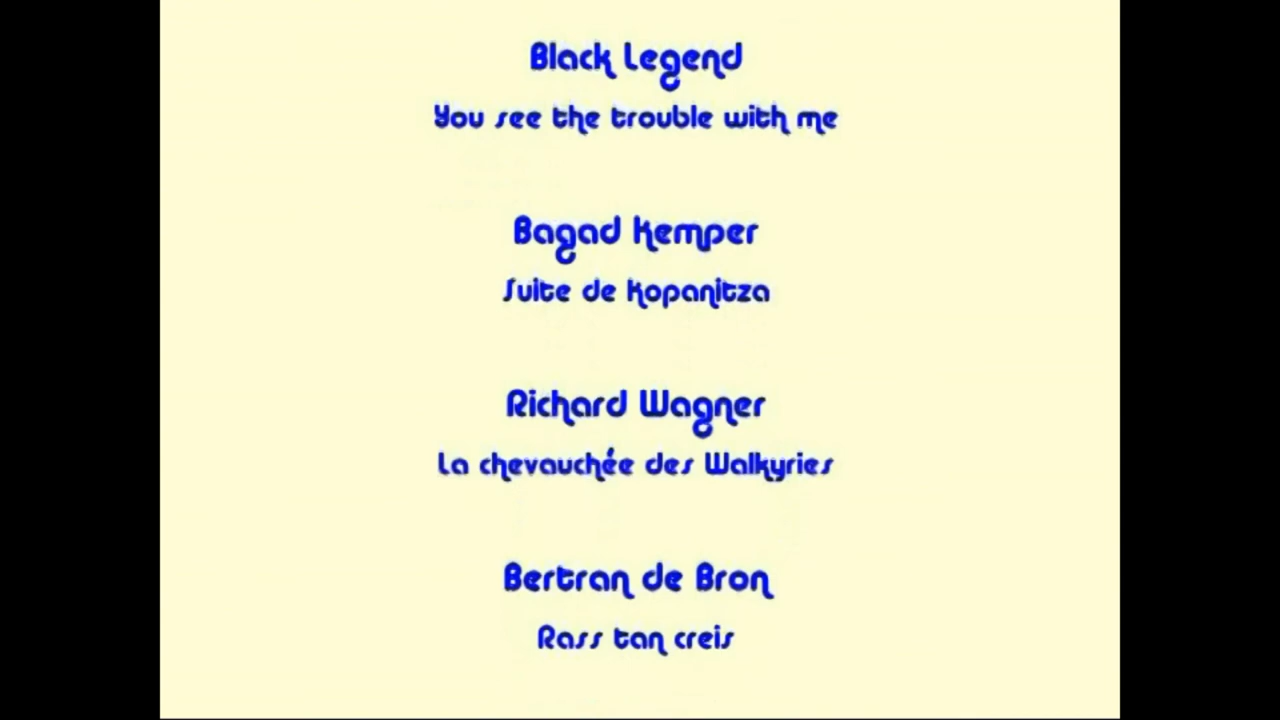 Black Legend
You see the trouble with me
Bagad Kemper
Suite de Kopanitza
Richard Wagner
La chevauchée des Walkyries
Bertran de Bron
Rass tan creis